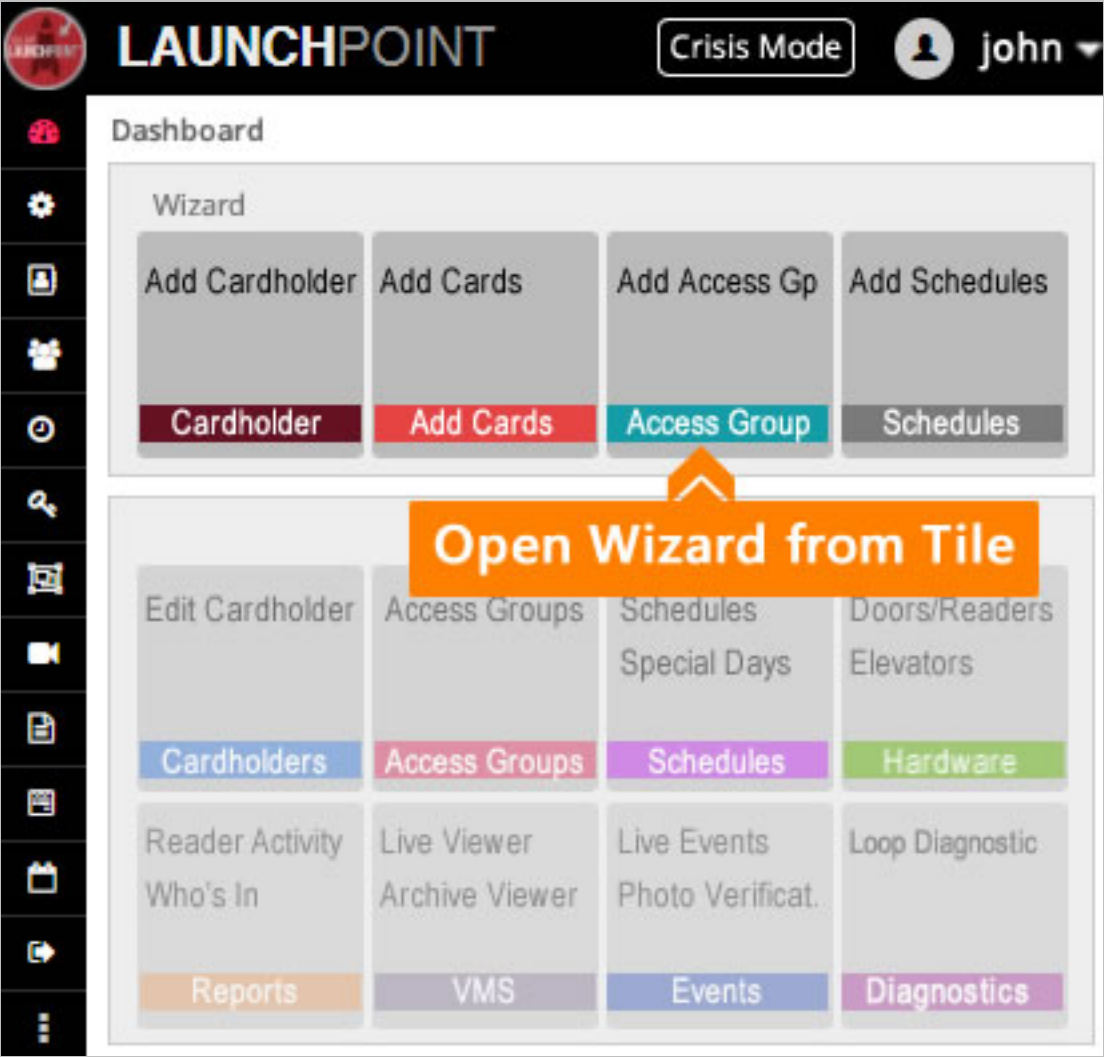 LAUNCHPOINT
LAUNCHPOINT Crisis Mode john
Dashboard
Wizard
Add Cardholder Add Cards Add Access Gp Add Schedules
Cardholder Add Cards Access Group Schedules
Open Wizard from Tile
Edit Cardholder Access Groups Schedules Doors/Readers
Special Days Elevators
Cardholders Access Groups Schedules Hardware
Reader Activity Live Viewer Live Events Loop Diagnostic
Who's In Archive Viewer Photo Verificat.
Reports VMS Events Diagnostics